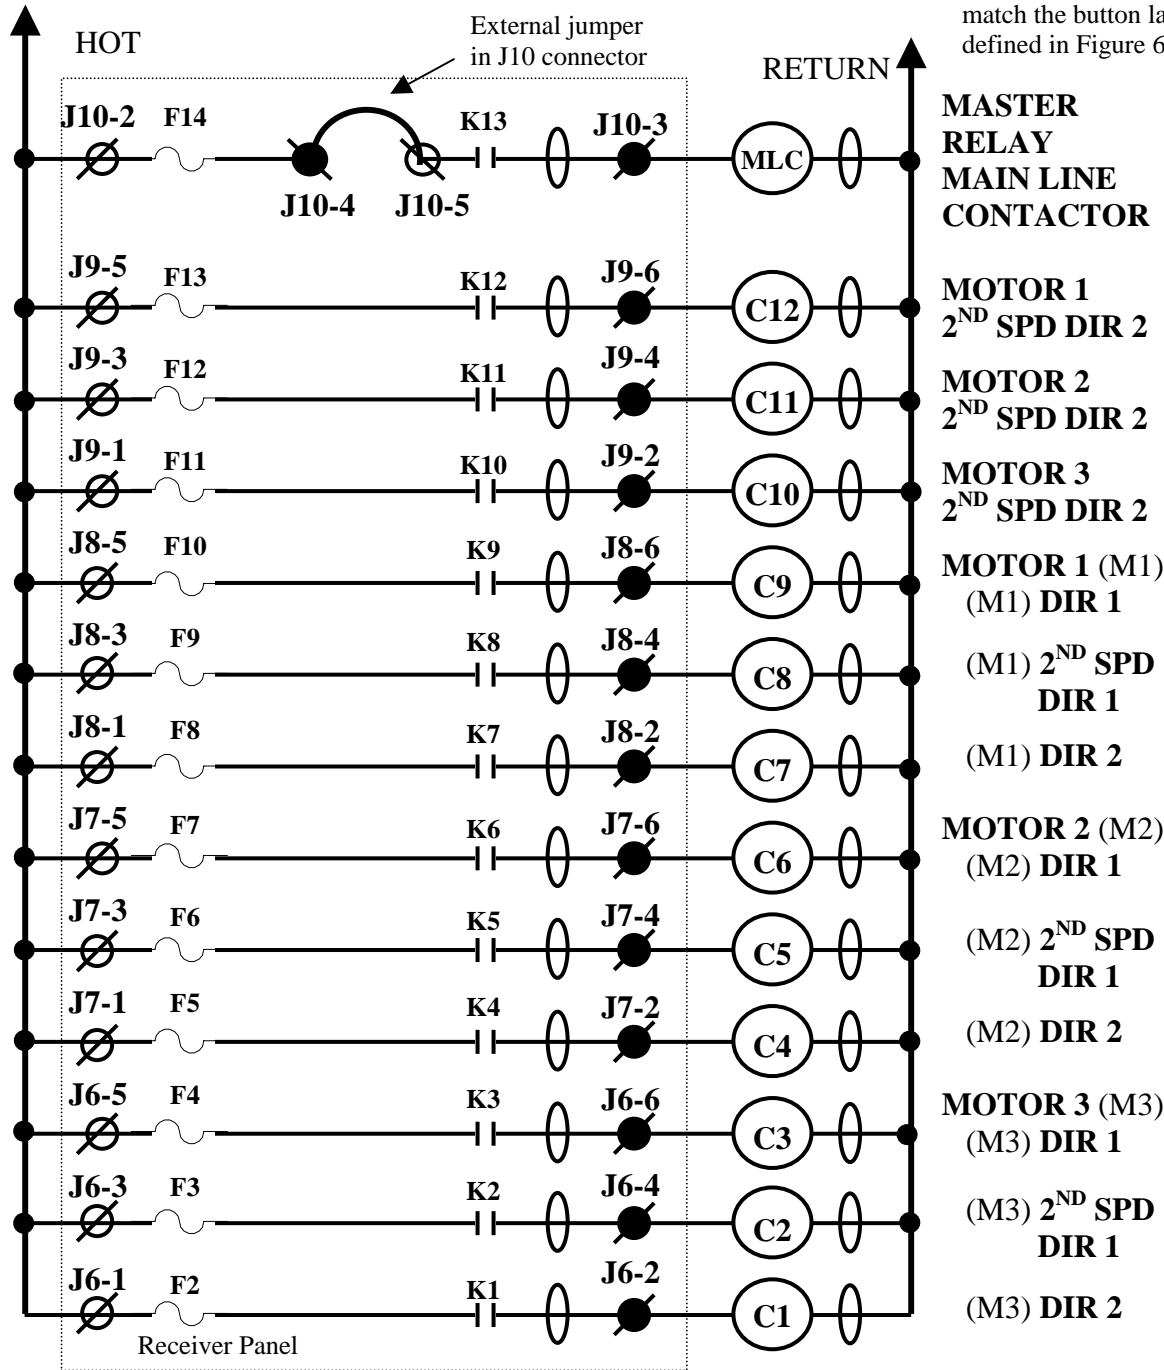 match the button la
HOT
External jumper
in J10 connector
defined in Figure 6
RETURN
J10-2 F14 K13 J10-3 MLC
J10-4 J10-5
MASTER
RELAY
MAIN LINE
CONTACTOR
J9-5 F13 K12 J9-6 C12
MOTOR 1
2ND SPD DIR 2
J9-3 F12 K11 J9-4 C11
MOTOR 2
2ND SPD DIR 2
J9-1 F11 K10 J9-2 C10
MOTOR 3
2ND SPD DIR 2
J8-5 F10 K9 J8-6 C9
MOTOR 1 (M1)
(M1) DIR 1
J8-3 F9 K8 J8-4 C8
(M1) 2ND SPD
DIR 1
J8-1 F8 K7 J8-2 C7
(M1) DIR 2
J7-5 F7 K6 J7-6 C6
MOTOR 2 (M2)
(M2) DIR 1
J7-3 F6 K5 J7-4 C5
(M2) 2ND SPD
DIR 1
J7-1 F5 K4 J7-2 C4
(M2) DIR 2
J6-5 F4 K3 J6-6 C3
MOTOR 3 (M3)
(M3) DIR 1
J6-3 F3 K2 J6-4 C2
(M3) 2ND SPD
DIR 1
J6-1 F2 K1 J6-2 C1
(M3) DIR 2
Receiver Panel